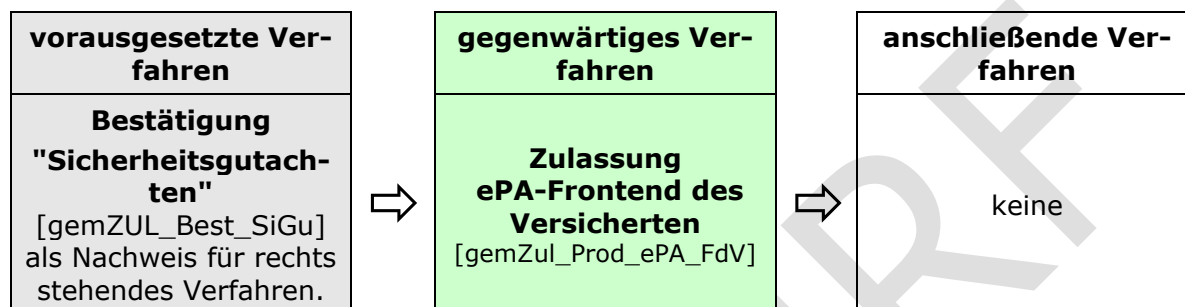 vorausgesetzte Ver-
fahren
Bestätigung
"Sicherheitsgutach-
ten"
[gemZUL_Best_SiGu]
als Nachweis für rechts
stehendes Verfahren.
gegenwärtiges Ver-
fahren
Zulassung
ePA-Frontend des
Versicherten
[gemZul_Prod_ePA_FdV]
anschließende Ver-
fahren
keine